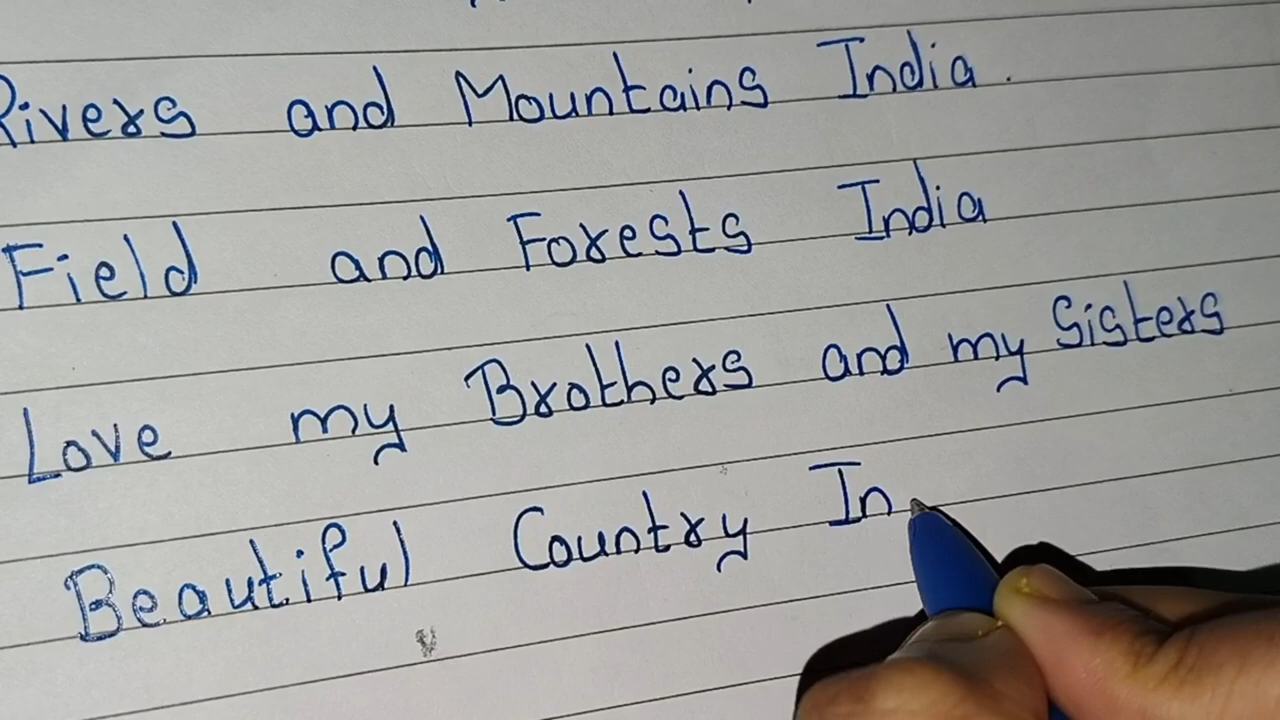 Rivers and Mountains India.
Field and Forests India
Love my Brothers and my Sisters
Beautiful Country In